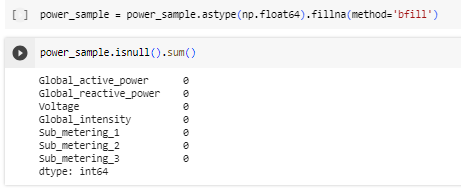 [ ] power_sample = power_sample.astype(np.float64).fillna(method='bfill')
power_sample.isnull().sum()
Global_active_power 0
Global_reactive_power 0
Voltage 0
Global_intensity 0
Sub_metering_1 0
Sub_metering_2 0
Sub_metering_3 0
dtype: int64